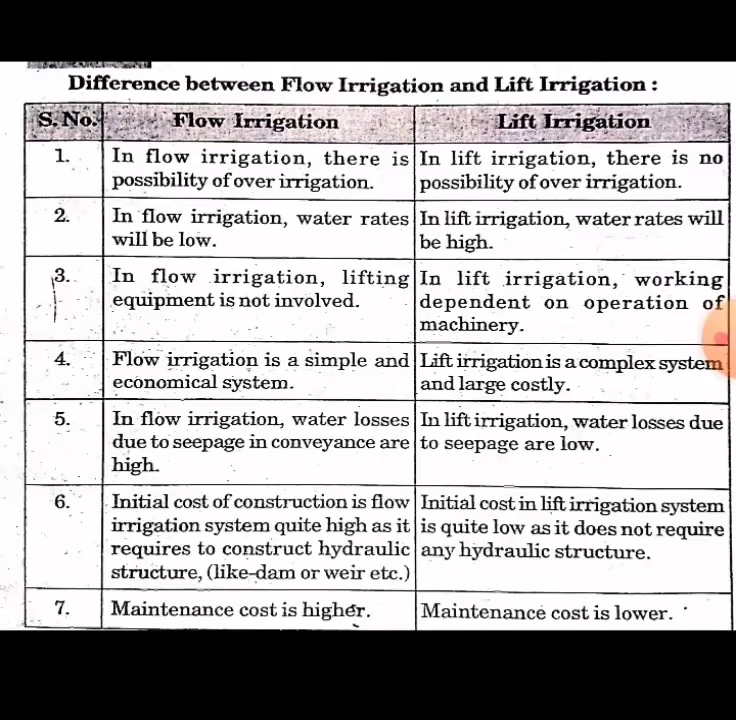 Difference between Flow Irrigation and Lift Irrigation :
S. No. Flow Irrigation Lift Irrigation
1. In flow irrigation, there is In lift irrigation, there is no
possibility of over irrigation. possibility of over irrigation.
2. In flow irrigation, water rates In lift irrigation, water rates will
will be low. be high.
3. In flow irrigation, lifting In lift irrigation, working
equipment is not involved. dependent on operation of
machinery.
4. Flow irrigation is a simple and Lift irrigation is a complex system
economical system. and large costly.
5. In flow irrigation, water losses In lift irrigation, water losses due
due to seepage in conveyance are to seepage are low.
high.
6. Initial cost of construction is flow Initial cost in lift irrigation system
irrigation system quite high as it is quite low as it does not require
requires to construct hydraulic any hydraulic structure.
structure, (like-dam or weir etc.)
7. Maintenance cost is higher. Maintenance cost is lower.